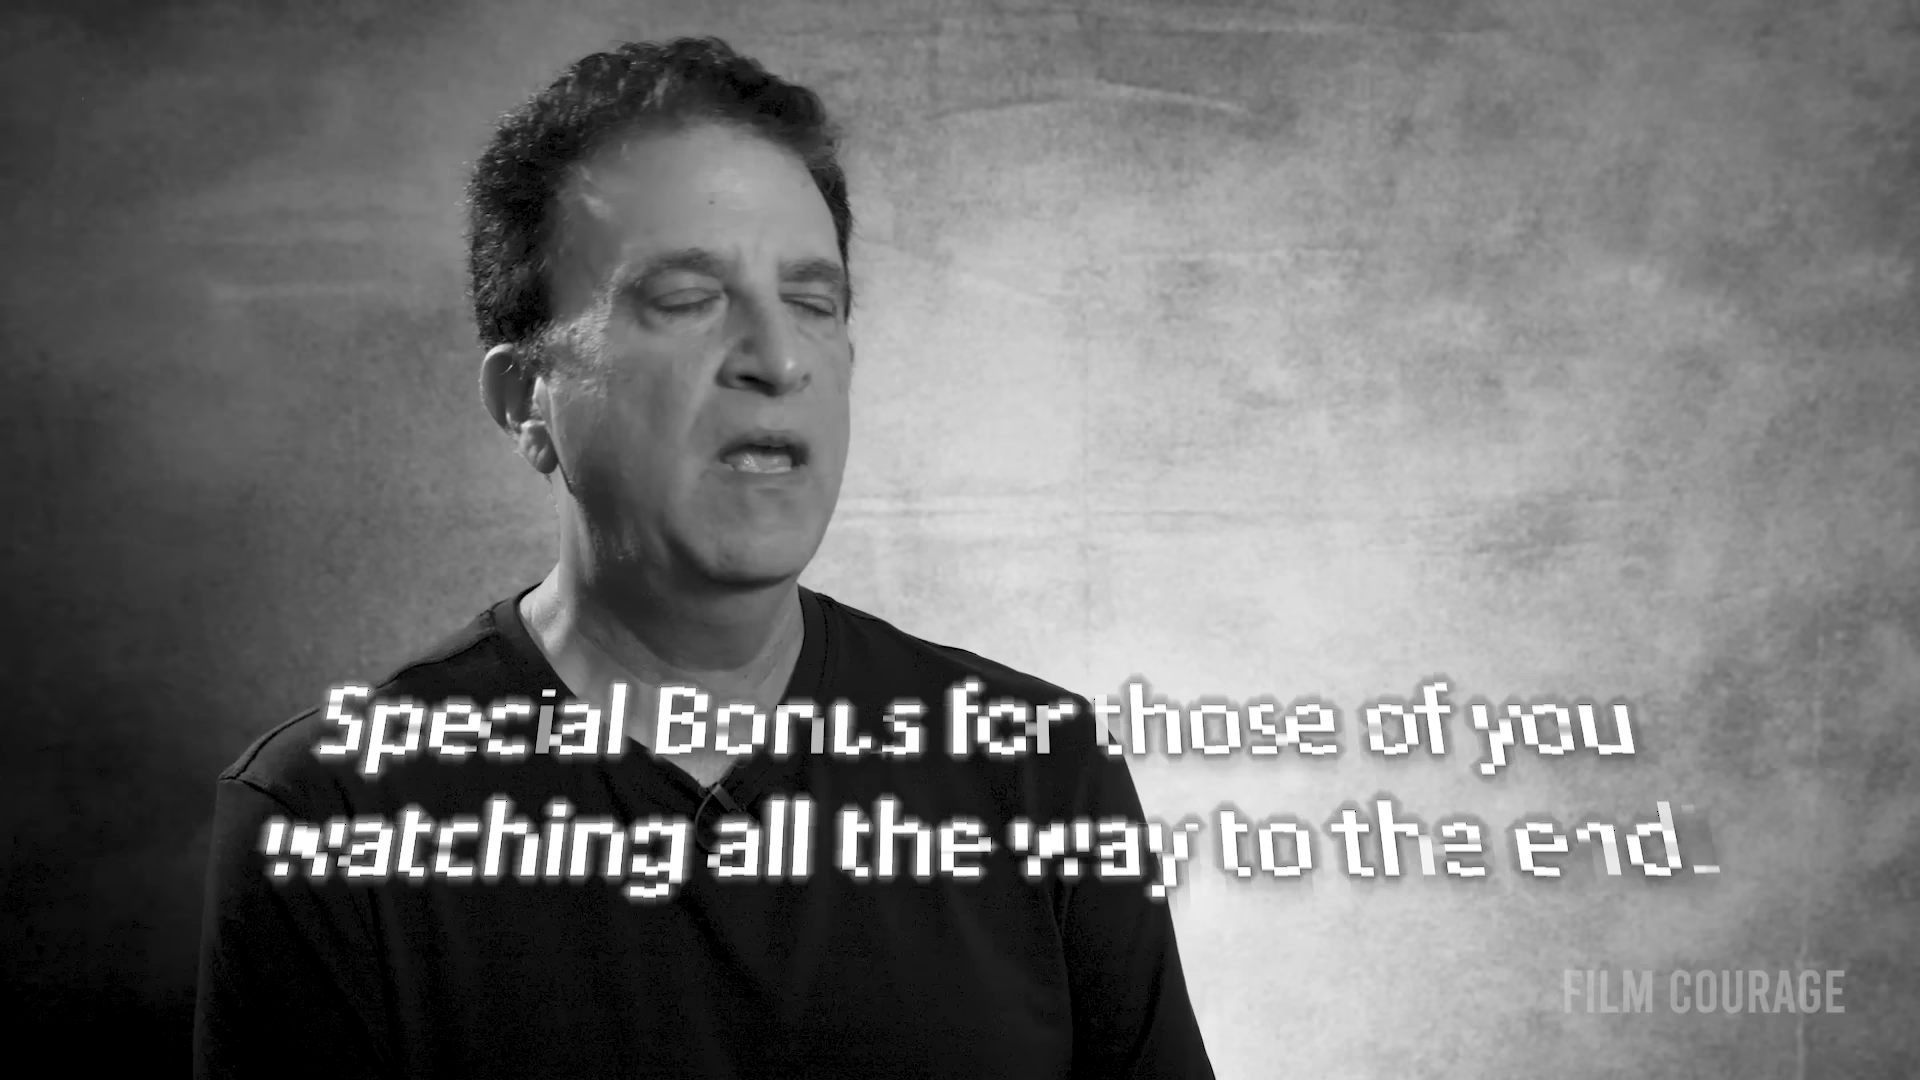 Special Bonus for those of you
watching all the way to the end.
FILM COURAGE